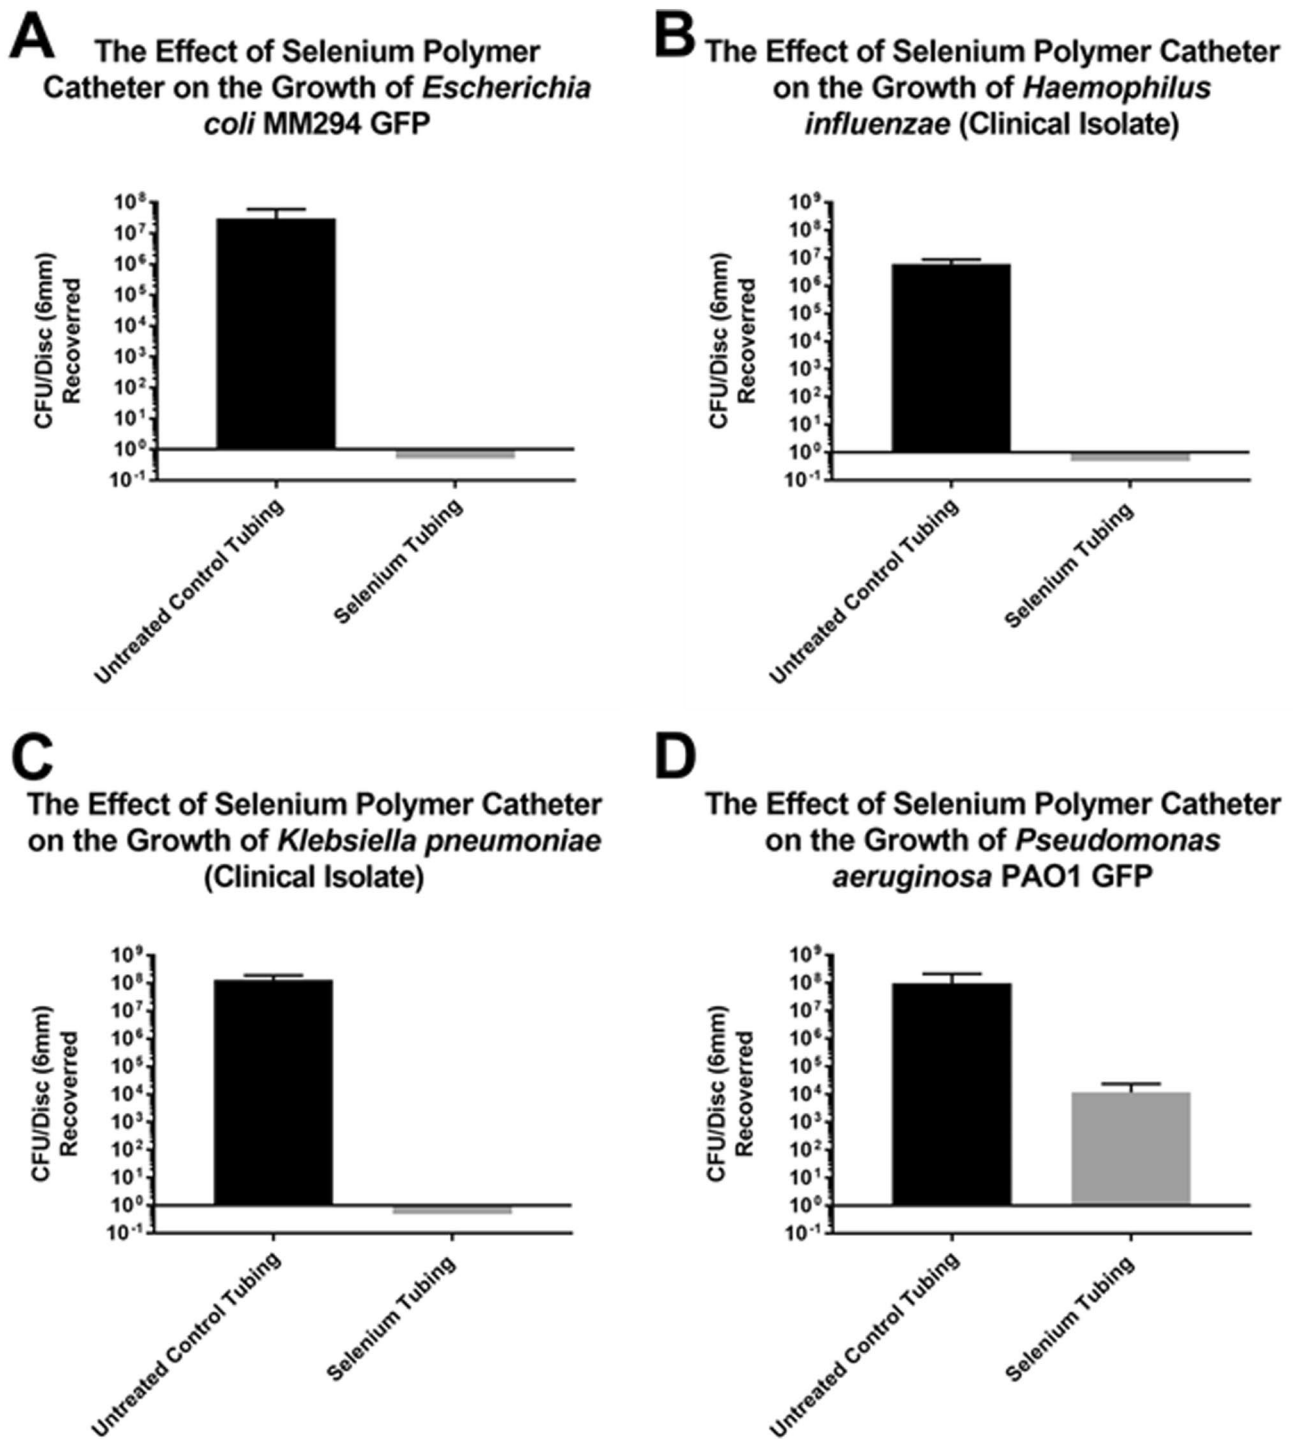 A
The Effect of Selenium Polymer
Catheter on the Growth of Escherichia
coli MM294 GFP
CFU/Disc (6mm)
Recoverred
10⁸
10⁷
10⁶
10⁵
10⁴
10³
10²
10¹
10⁰
10⁻¹
Untreated Control Tubing
Selenium Tubing
B
The Effect of Selenium Polymer Catheter
on the Growth of Haemophilus
influenzae (Clinical Isolate)
CFU/Disc (6mm)
Recoverred
10⁹
10⁸
10⁷
10⁶
10⁵
10⁴
10³
10²
10¹
10⁰
10⁻¹
Untreated Control Tubing
Selenium Tubing
C
The Effect of Selenium Polymer Catheter
on the Growth of Klebsiella pneumoniae
(Clinical Isolate)
CFU/Disc (6mm)
Recoverred
10⁹
10⁸
10⁷
10⁶
10⁵
10⁴
10³
10²
10¹
10⁰
10⁻¹
Untreated Control Tubing
Selenium Tubing
D
The Effect of Selenium Polymer Catheter
on the Growth of Pseudomonas
aeruginosa PAO1 GFP
CFU/Disc (6mm)
Recoverred
10⁹
10⁸
10⁷
10⁶
10⁵
10⁴
10³
10²
10¹
10⁰
10⁻¹
Untreated Control Tubing
Selenium Tubing